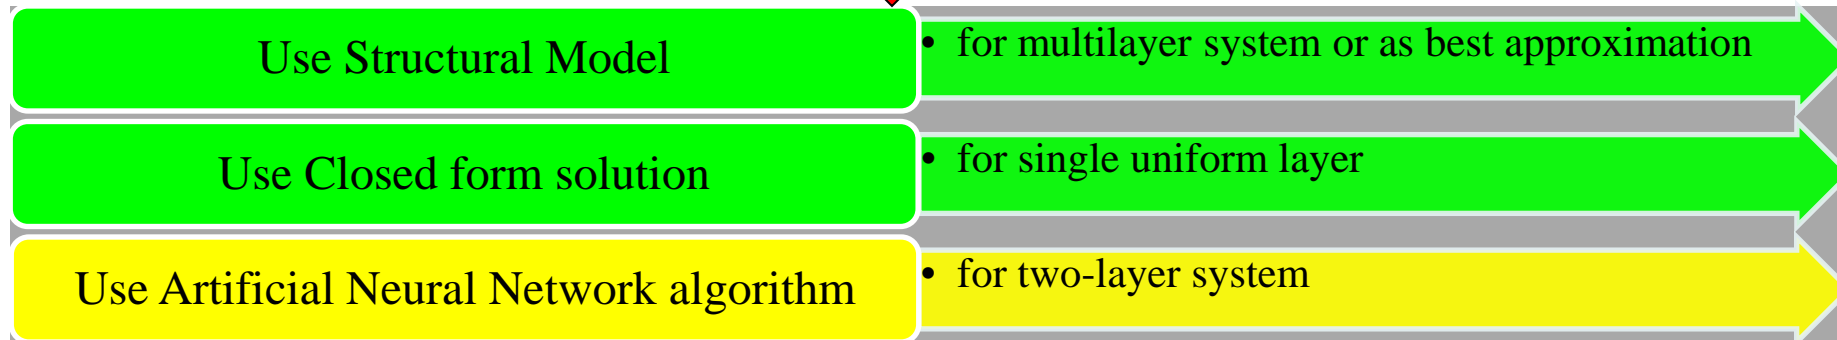 Use Structural Model
• for multilayer system or as best approximation
Use Closed form solution
• for single uniform layer
Use Artificial Neural Network algorithm
• for two-layer system